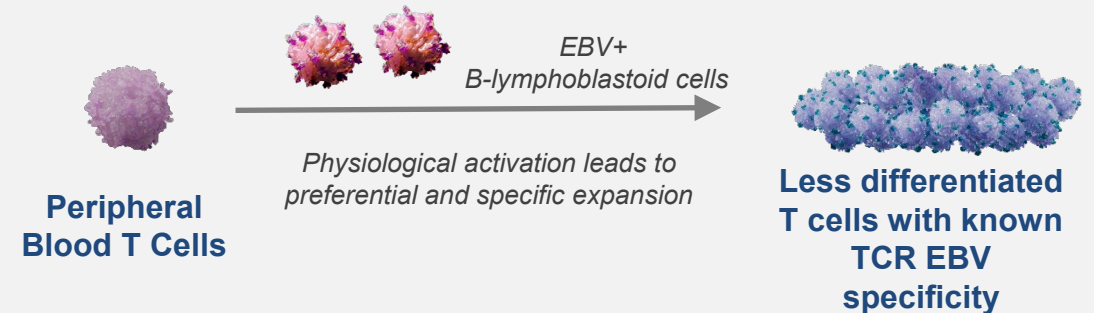 EBV+
B-lymphoblastoid cells
Physiological activation leads to
preferential and specific expansion
Peripheral
Blood T Cells
Less differentiated
T cells with known
TCR EBV
specificity